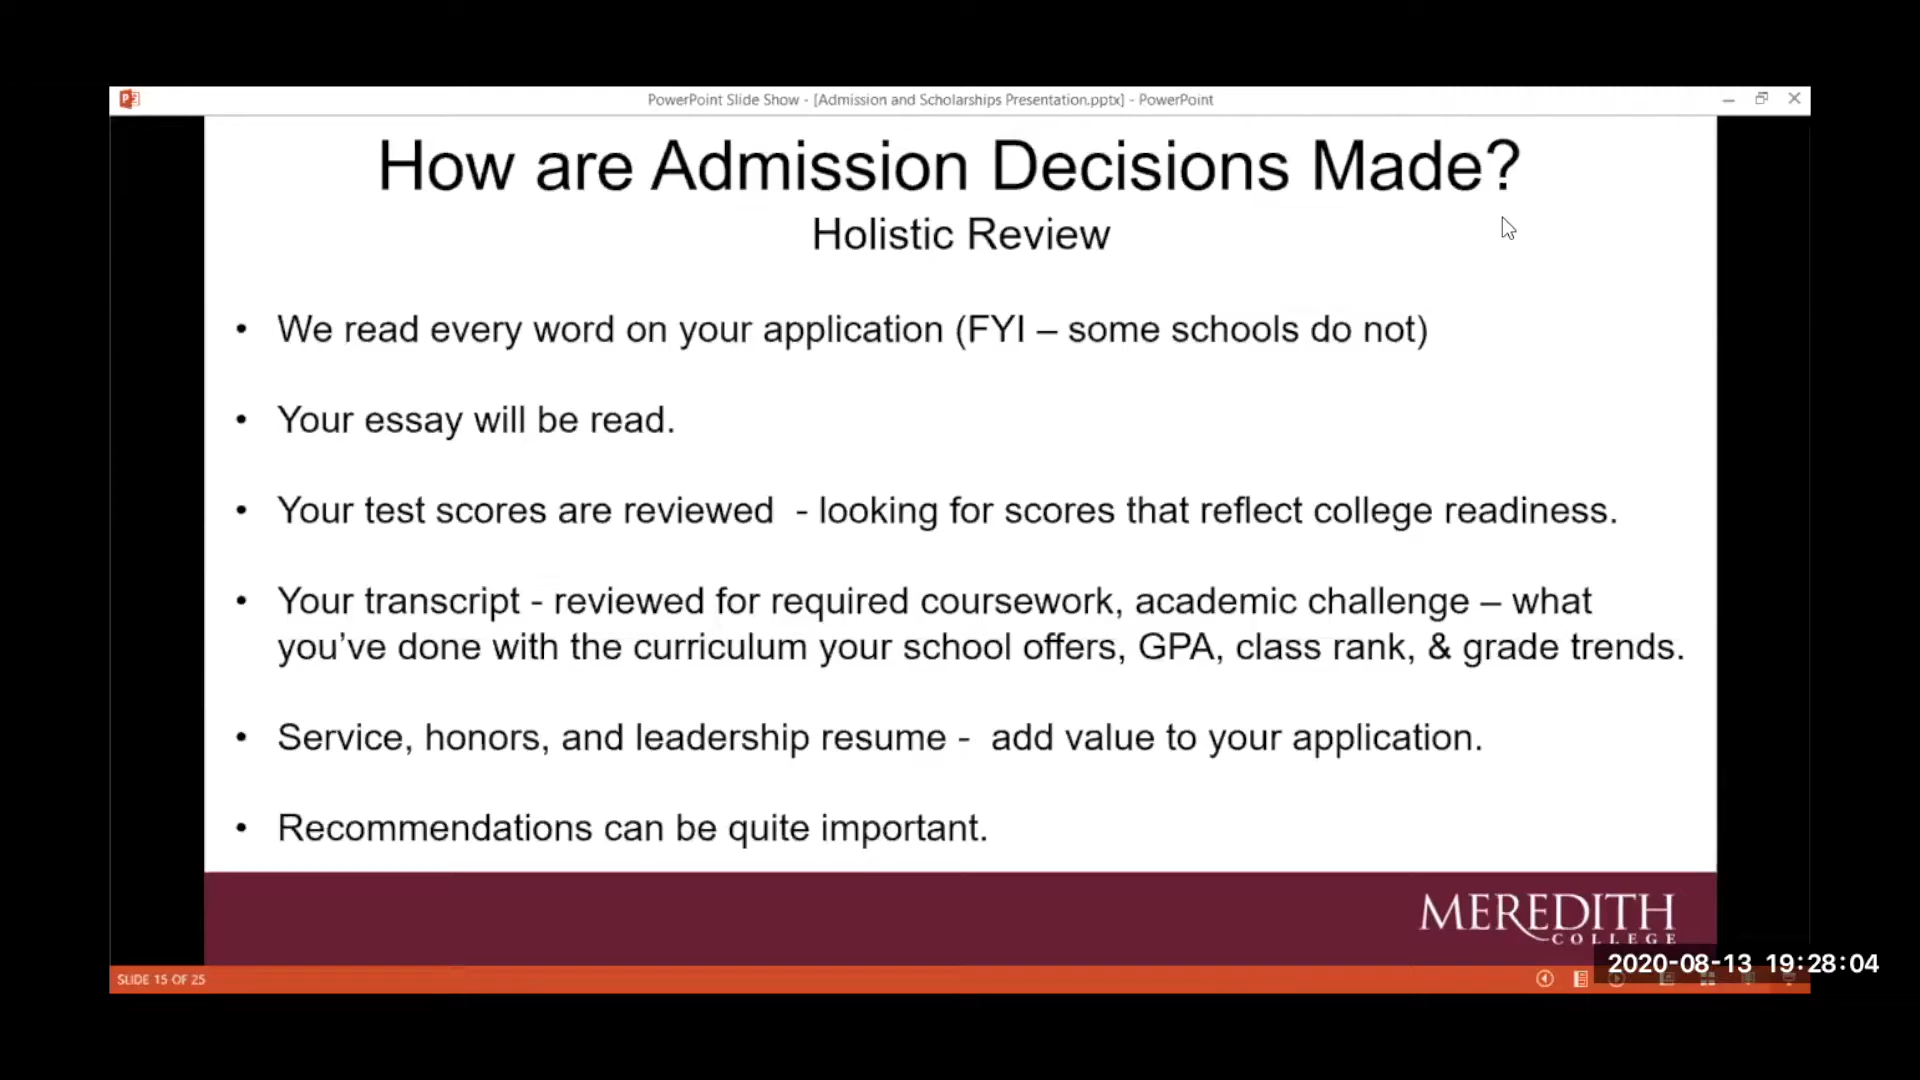 PowerPoint Slide Show - [Admission and Scholarships Presentation.pptx] - PowerPoint
How are Admission Decisions Made?
Holistic Review
• We read every word on your application (FYI – some schools do not)
• Your essay will be read.
• Your test scores are reviewed  - looking for scores that reflect college readiness.
• Your transcript - reviewed for required coursework, academic challenge – what
you’ve done with the curriculum your school offers, GPA, class rank, & grade trends.
• Service, honors, and leadership resume -  add value to your application.
• Recommendations can be quite important.
MEREDITH
COLLEGE
2020-08-13 19:28:04
SLIDE 15 OF 25